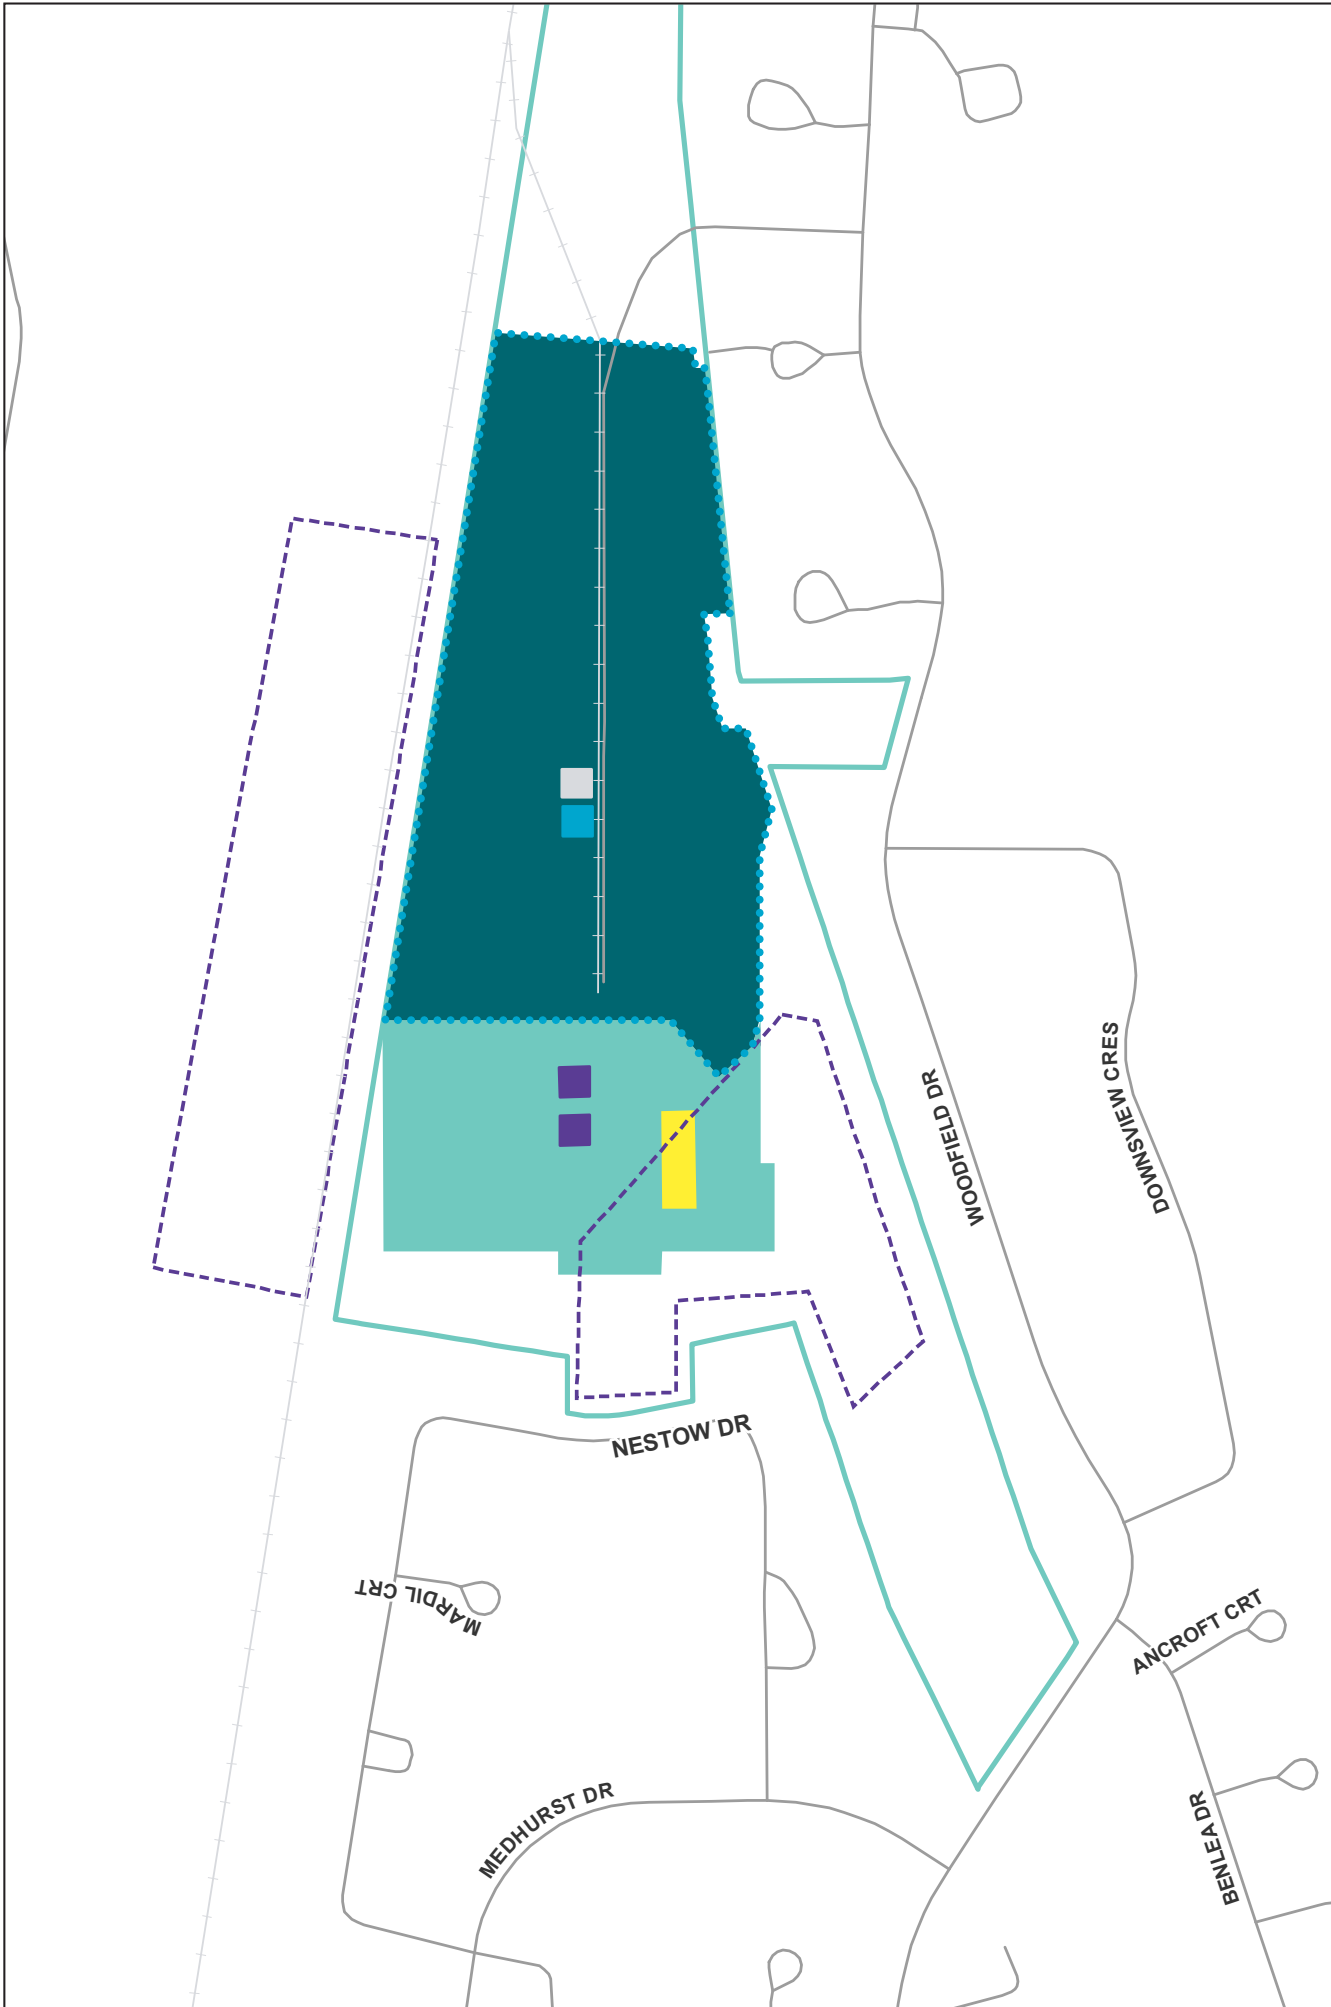 DOWNSVIEW CRES
WOODFIELD DR
NESTOW DR
MARDIL CRT
ANCROFT CRT
MEDHURST DR
BENLEA DR